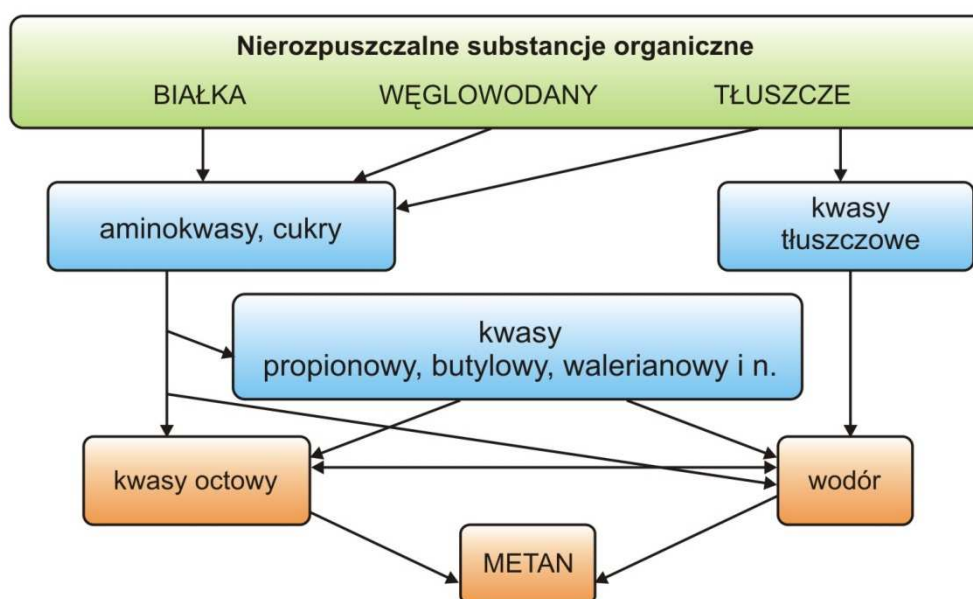 Nierozpuszczalne substancje organiczne
BIAŁKA WĘGLOWODANY TŁUSZCZE
aminokwasy, cukry
kwasy
tłuszczowe
kwasy
propionowy, butylowy, walerianowy i n.
kwasy octowy
wodór
METAN